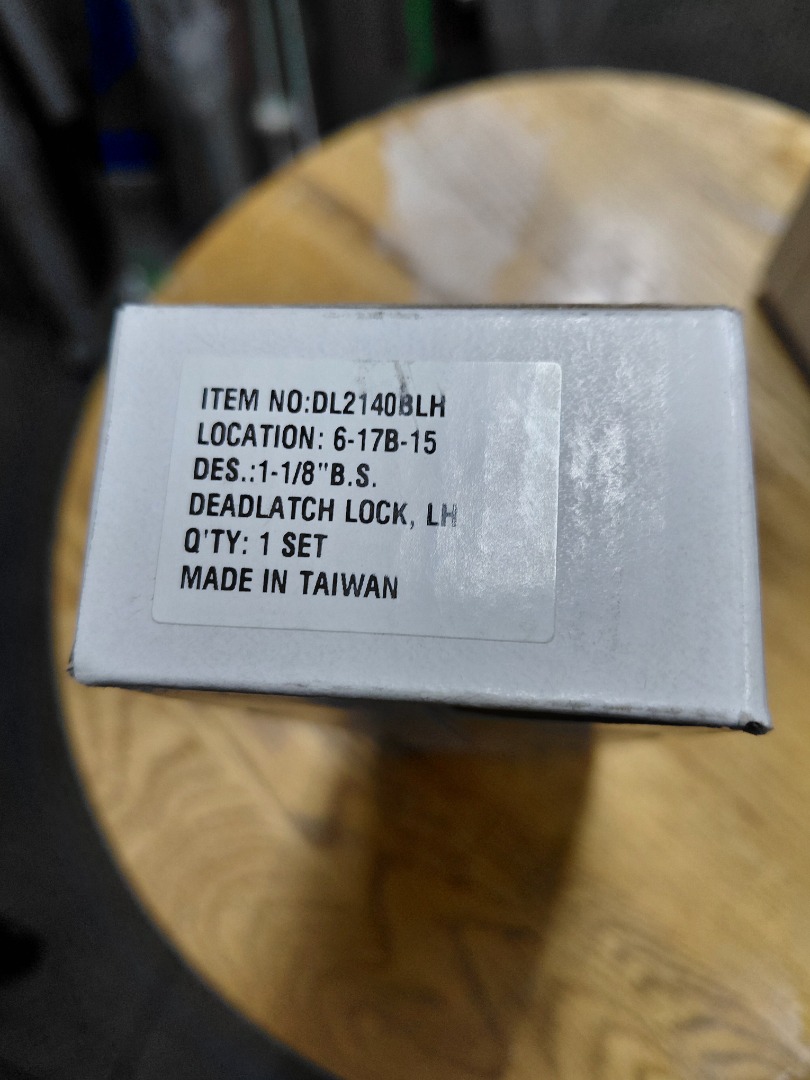 ITEM NO:DL2140BLH
LOCATION: 6-17B-15
DES.:1-1/8"B.S.
DEADLATCH LOCK, LH
Q'TY: 1 SET
MADE IN TAIWAN